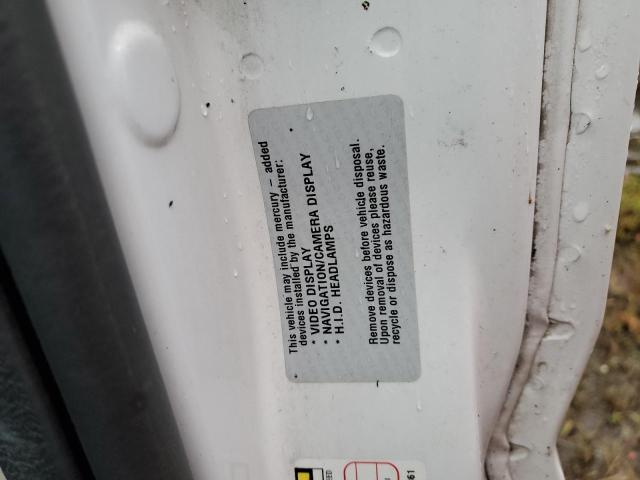 This vehicle may include mercury – added
devices installed by the manufacturer:
• VIDEO DISPLAY
• NAVIGATION/CAMERA DISPLAY
• H.I.D. HEADLAMPS
Remove devices before vehicle disposal.
Upon removal of devices please reuse,
recycle or dispose as hazardous waste.
61